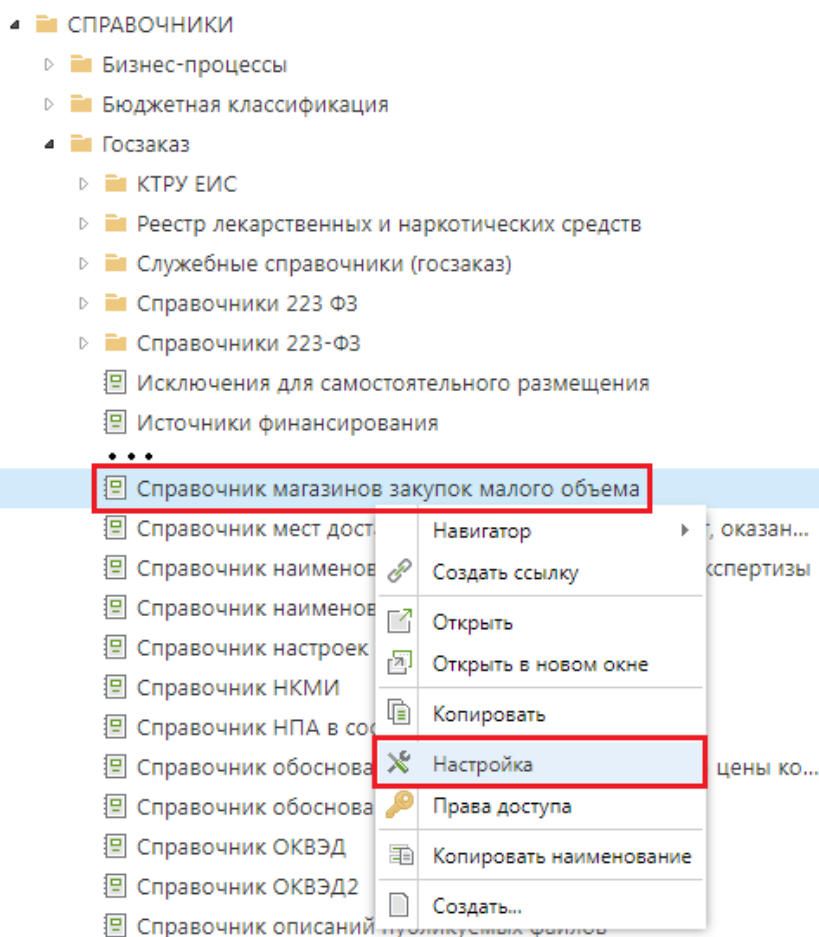 СПРАВОЧНИКИ
Бизнес-процессы
Бюджетная классификация
Госзаказ
КТРУ ЕИС
Реестр лекарственных и наркотических средств
Служебные справочники (госзаказ)
Справочники 223 ФЗ
Справочники 223-ФЗ
Исключения для самостоятельного размещения
Источники финансирования
•••
Справочник магазинов закупок малого объема
Справочник мест дост
, оказан...
Справочник наименов
кспертизы
Справочник наименов
Справочник настроек
Справочник НКМИ
Справочник НПА в соо
Справочник обоснова
цены ко...
Справочник обоснова
Справочник ОКВЭД
Справочник ОКВЭД2
Справочник описаний публикуемых файлов
Навигатор
Создать ссылку
Открыть
Открыть в новом окне
Копировать
Настройка
Права доступа
Копировать наименование
Создать...